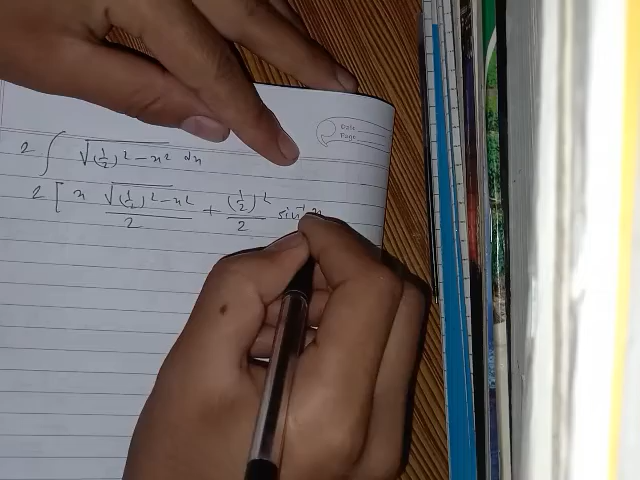 Date
Page
2 ∫ √((1/2)² - x²) dx
2 [ x √((1/2)² - x²) / 2 + (1/2)² / 2 sin⁻¹ x